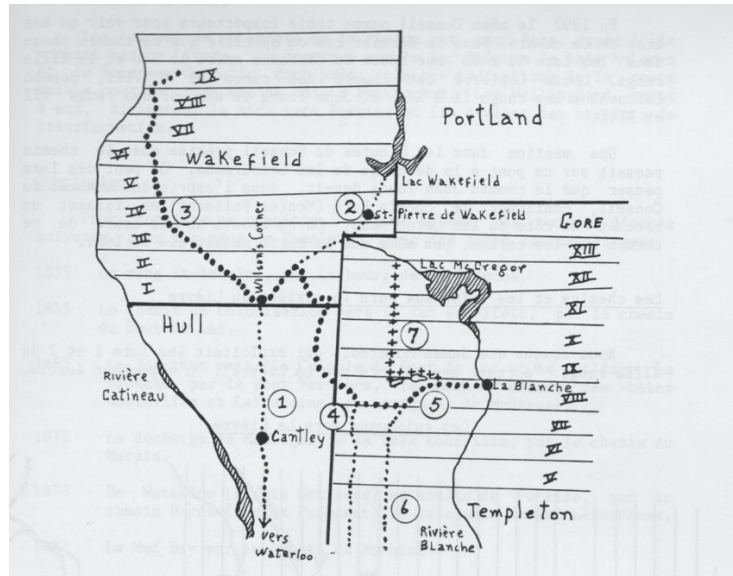 IX
VIII
VII
VI
V
IV
III
II
I
Wakefield
Portland
Lac Wakefield
3
2
St-Pierre de Wakefield
Wilson's Corner
CORE
XIII
XII
XI
X
IX
VIII
VII
VI
V
Lac McGregor
Hull
7
La Blanche
Rivière
Catineau
1
4
5
Cantley
6
Templeton
Rivière
Blanche
vers
Waterloo